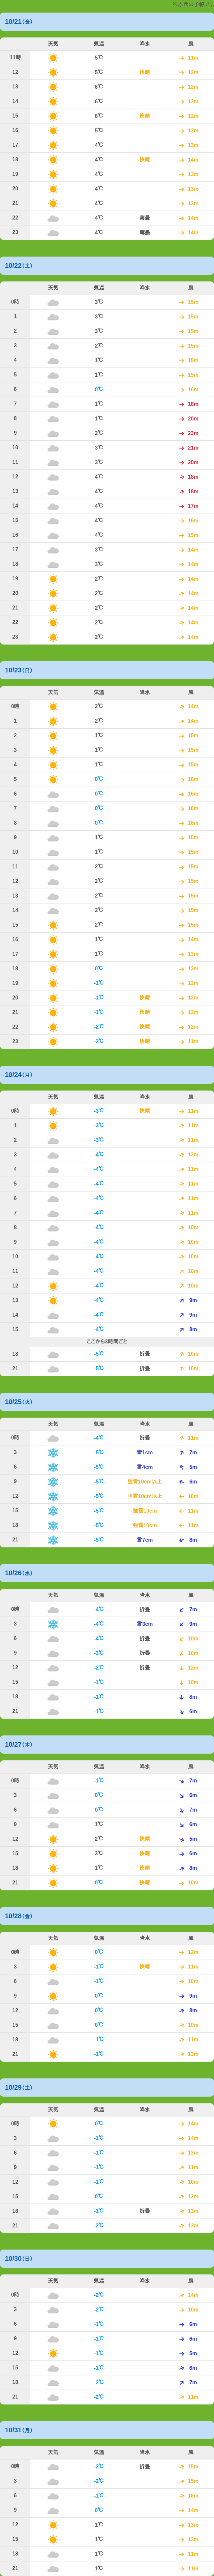 10/21(金)
天気 気温 降水 風
11時 5℃ 11m
12 5℃ 快晴 12m
13 6℃ 12m
14 6℃ 12m
15 6℃ 快晴 12m
16 5℃ 13m
17 4℃ 13m
18 4℃ 快晴 14m
19 4℃ 13m
20 4℃ 13m
21 4℃ 13m
22 4℃ 薄曇 14m
23 4℃ 薄曇 14m
10/22(土)
天気 気温 降水 風
0時 3℃ 15m
1 3℃ 15m
2 3℃ 15m
3 2℃ 15m
4 1℃ 15m
5 1℃ 15m
6 0℃ 16m
7 1℃ 18m
8 1℃ 20m
9 2℃ 23m
10 3℃ 21m
11 3℃ 20m
12 4℃ 18m
13 4℃ 18m
14 4℃ 17m
15 4℃ 16m
16 4℃ 15m
17 3℃ 14m
18 3℃ 14m
19 2℃ 14m
20 2℃ 14m
21 2℃ 14m
22 2℃ 14m
23 2℃ 14m
10/23(日)
天気 気温 降水 風
0時 2℃ 14m
1 2℃ 14m
2 1℃ 15m
3 1℃ 15m
4 1℃ 15m
5 0℃ 16m
6 0℃ 16m
7 0℃ 16m
8 0℃ 16m
9 1℃ 15m
10 1℃ 15m
11 2℃ 15m
12 2℃ 15m
13 2℃ 15m
14 2℃ 15m
15 2℃ 15m
16 1℃ 14m
17 1℃ 13m
18 0℃ 13m
19 -1℃ 12m
20 -1℃ 快晴 12m
21 -1℃ 快晴 12m
22 -2℃ 快晴 12m
23 -2℃ 快晴 11m
10/24(月)
天気 気温 降水 風
0時 -3℃ 快晴 11m
1 -3℃ 11m
2 -3℃ 11m
3 -4℃ 12m
4 -4℃ 11m
5 -4℃ 11m
6 -4℃ 11m
7 -4℃ 11m
8 -4℃ 10m
9 -4℃ 10m
10 -4℃ 10m
11 -4℃ 10m
12 -4℃ 10m
13 -4℃ 9m
14 -4℃ 9m
15 -4℃ 8m
ここから3時間ごと
18 -5℃ 折曇 10m
21 -5℃ 折曇 10m
10/25(火)
天気 気温 降水 風
0時 -4℃ 折曇 11m
3 -5℃ 雪1cm 7m
6 -5℃ 雪4cm 5m
9 -5℃ 強雪10cm以上 6m
12 -5℃ 強雪10cm以上 10m
15 -5℃ 強雪10cm 11m
18 -5℃ 強雪10cm 11m
21 -5℃ 雪7cm 8m
10/26(水)
天気 気温 降水 風
0時 -4℃ 折曇 7m
3 -4℃ 雪3cm 9m
6 -4℃ 折曇 10m
9 -3℃ 折曇 10m
12 -2℃ 折曇 12m
15 -1℃ 10m
18 -1℃ 8m
21 -1℃ 6m
10/27(木)
天気 気温 降水 風
0時 -1℃ 7m
3 0℃ 6m
6 0℃ 7m
9 1℃ 6m
12 2℃ 快晴 5m
15 3℃ 快晴 6m
18 1℃ 快晴 8m
21 0℃ 快晴 10m
10/28(金)
天気 気温 降水 風
0時 0℃ 12m
3 -1℃ 快晴 11m
6 -1℃ 10m
9 0℃ 9m
12 0℃ 8m
15 0℃ 10m
18 -1℃ 11m
21 -1℃ 13m
10/29(土)
天気 気温 降水 風
0時 0℃ 14m
3 -1℃ 14m
6 -1℃ 13m
9 -1℃ 11m
12 -1℃ 10m
15 0℃ 12m
18 -1℃ 折曇 13m
21 -2℃ 13m
10/30(日)
天気 気温 降水 風
0時 -2℃ 14m
3 -2℃ 10m
6 -1℃ 6m
9 -1℃ 6m
12 -1℃ 5m
15 -1℃ 6m
18 -2℃ 7m
21 -2℃ 11m
10/31(月)
天気 気温 降水 風
0時 -2℃ 折曇 15m
3 -2℃ 15m
6 -1℃ 16m
9 0℃ 14m
12 1℃ 13m
15 1℃ 12m
18 1℃ 11m
21 1℃ 11m